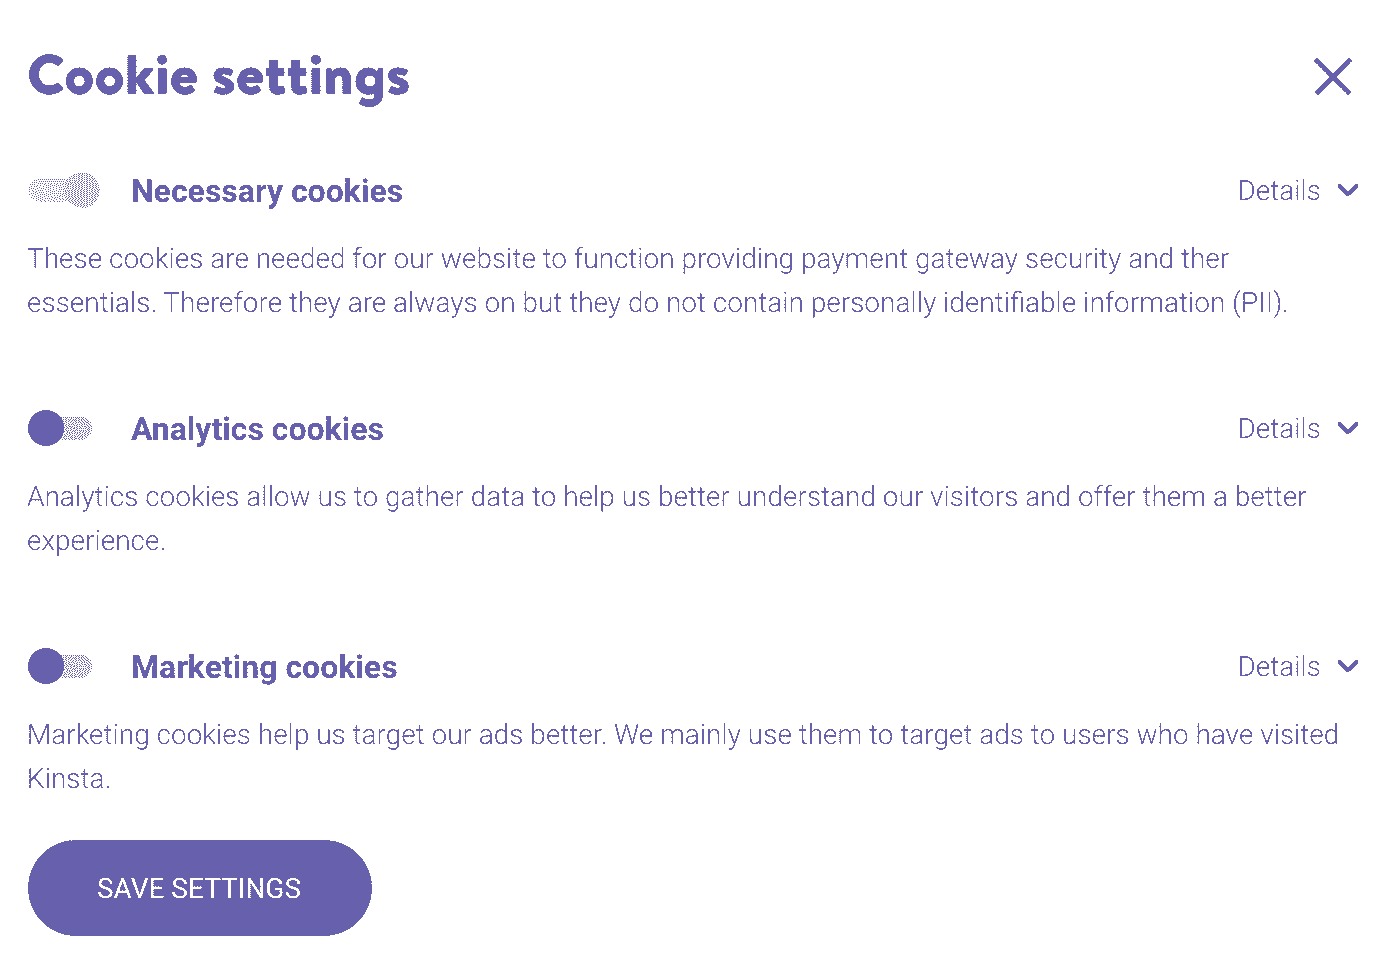 Cookie settings
Necessary cookies
Details
These cookies are needed for our website to function providing payment gateway security and ther
essentials. Therefore they are always on but they do not contain personally identifiable information (PII).
Analytics cookies
Details
Analytics cookies allow us to gather data to help us better understand our visitors and offer them a better
experience.
Marketing cookies
Details
Marketing cookies help us target our ads better. We mainly use them to target ads to users who have visited
Kinsta.
SAVE SETTINGS